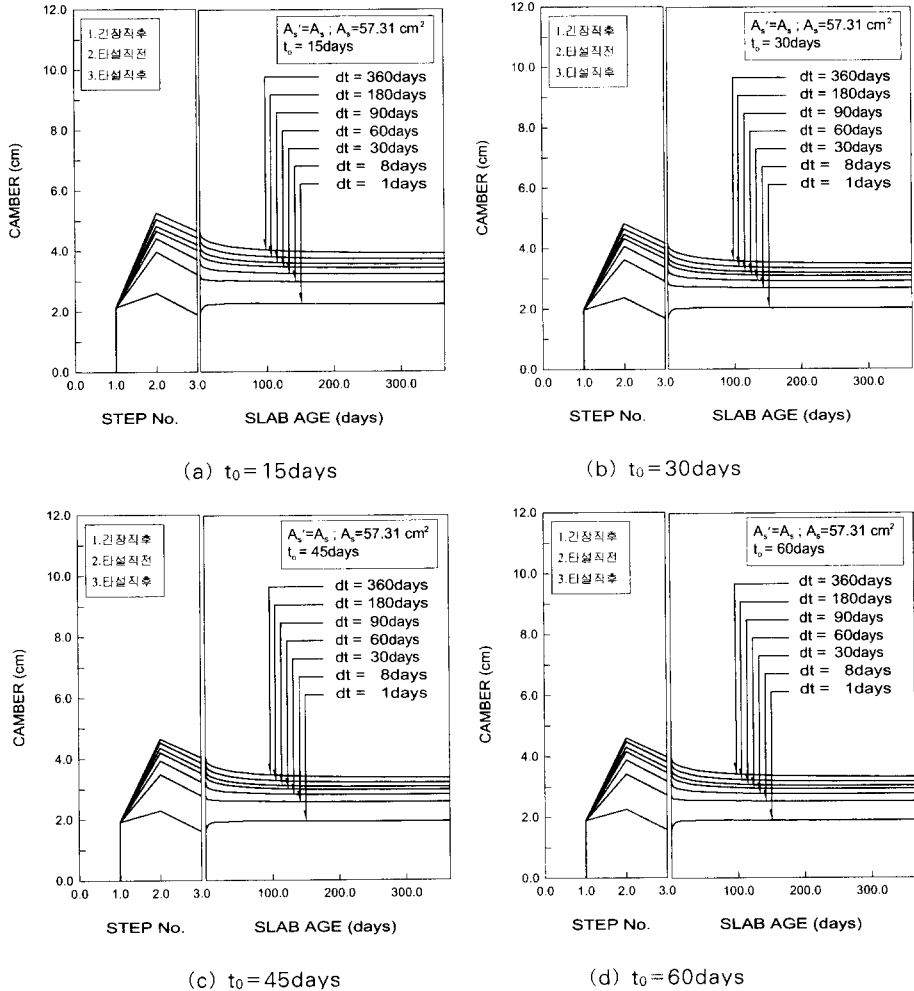 12.0
10.0
8.0
6.0
4.0
2.0
0.0
CAMBER (cm)
1.긴장직후
2.타설직전
3.타설직후
As'=As ; As=57.31 cm²
to = 15days
dt = 360days
dt = 180days
dt = 90days
dt = 60days
dt = 30days
dt = 8days
dt = 1days
0.0 1.0 2.0 3.0 100.0 200.0 300.0
STEP No. SLAB AGE (days)
(a) t₀=15days
12.0
10.0
8.0
6.0
4.0
2.0
0.0
CAMBER (cm)
1.긴장직후
2.타설직전
3.타설직후
As'=As ; As=57.31 cm²
to = 30days
dt = 360days
dt = 180days
dt = 90days
dt = 60days
dt = 30days
dt = 8days
dt = 1days
0.0 1.0 2.0 3.0 100.0 200.0 300.0
STEP No. SLAB AGE (days)
(b) t₀=30days
12.0
10.0
8.0
6.0
4.0
2.0
0.0
CAMBER (cm)
1.긴장직후
2.타설직전
3.타설직후
As'=As ; As=57.31 cm²
to = 45days
dt = 360days
dt = 180days
dt = 90days
dt = 60days
dt = 30days
dt = 8days
dt = 1days
0.0 1.0 2.0 3.0 100.0 200.0 300.0
STEP No. SLAB AGE (days)
(c) t₀=45days
12.0
10.0
8.0
6.0
4.0
2.0
0.0
CAMBER (cm)
1.긴장직후
2.타설직전
3.타설직후
As'=As ; As=57.31 cm²
to = 60days
dt = 360days
dt = 180days
dt = 90days
dt = 60days
dt = 30days
dt = 8days
dt = 1days
0.0 1.0 2.0 3.0 100.0 200.0 300.0
STEP No. SLAB AGE (days)
(d) t₀=60days